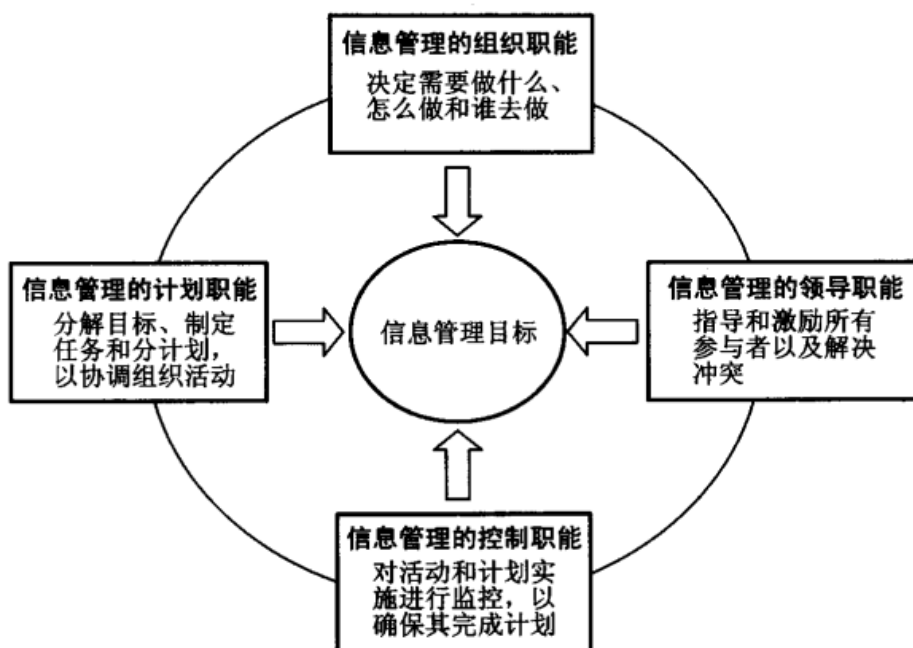 信息管理的组织职能
决定需要做什么、
怎么做和谁去做
信息管理的计划职能
分解目标、制定
任务和分计划，
以协调组织活动
信息管理目标
信息管理的领导职能
指导和激励所有
参与者以及解决
冲突
信息管理的控制职能
对活动和计划实
施进行监控，以
确保其完成计划